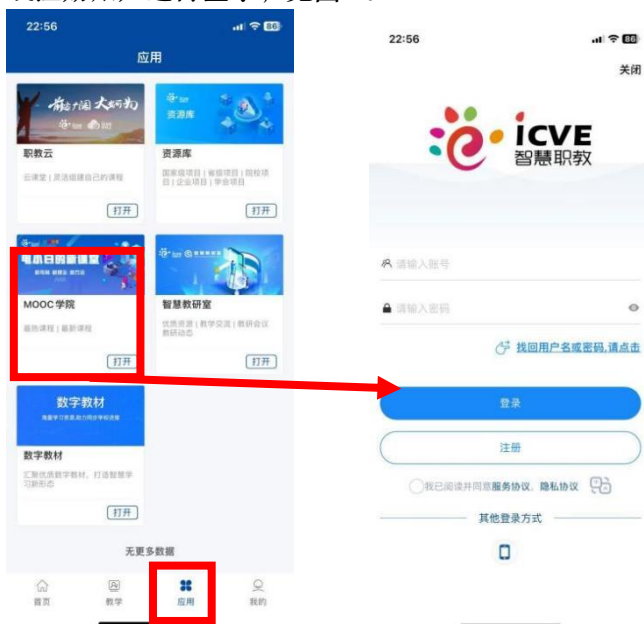 22:56
86
应用
职教云
云课堂 | 灵活组建自己的课程
打开
资源库
资源库
国家级项目 | 省级项目 | 院校项
目 | 企业项目 | 学会项目
打开
MOOC学院
最热课程 | 最新课程
打开
智慧教研室
优质资源 | 教学交流 | 教研会议
教研动态
打开
数字教材
数字教材
汇聚优质数字教材，打造智慧学
习新形态
打开
无更多数据
首页
教学
应用
我的
22:56
86
关闭
icve
智慧职教
请输入账号
请输入密码
找回用户名或密码,请点击
登录
注册
我已阅读并同意服务协议、隐私协议
其他登录方式